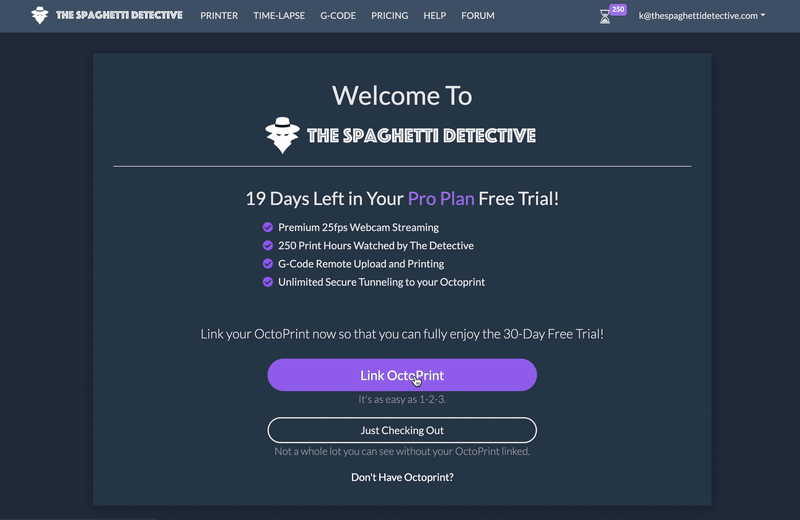 THE SPAGHETTI DETECTIVE PRINTER TIME-LAPSE G-CODE PRICING HELP FORUM 250 k@thespaghettidetective.com
Welcome To
THE SPAGHETTI DETECTIVE
19 Days Left in Your Pro Plan Free Trial!
Premium 25fps Webcam Streaming
250 Print Hours Watched by The Detective
G-Code Remote Upload and Printing
Unlimited Secure Tunneling to your Octoprint
Link your OctoPrint now so that you can fully enjoy the 30-Day Free Trial!
Link OctoPrint
It's as easy as 1-2-3.
Just Checking Out
Not a whole lot you can see without your OctoPrint linked.
Don't Have Octoprint?